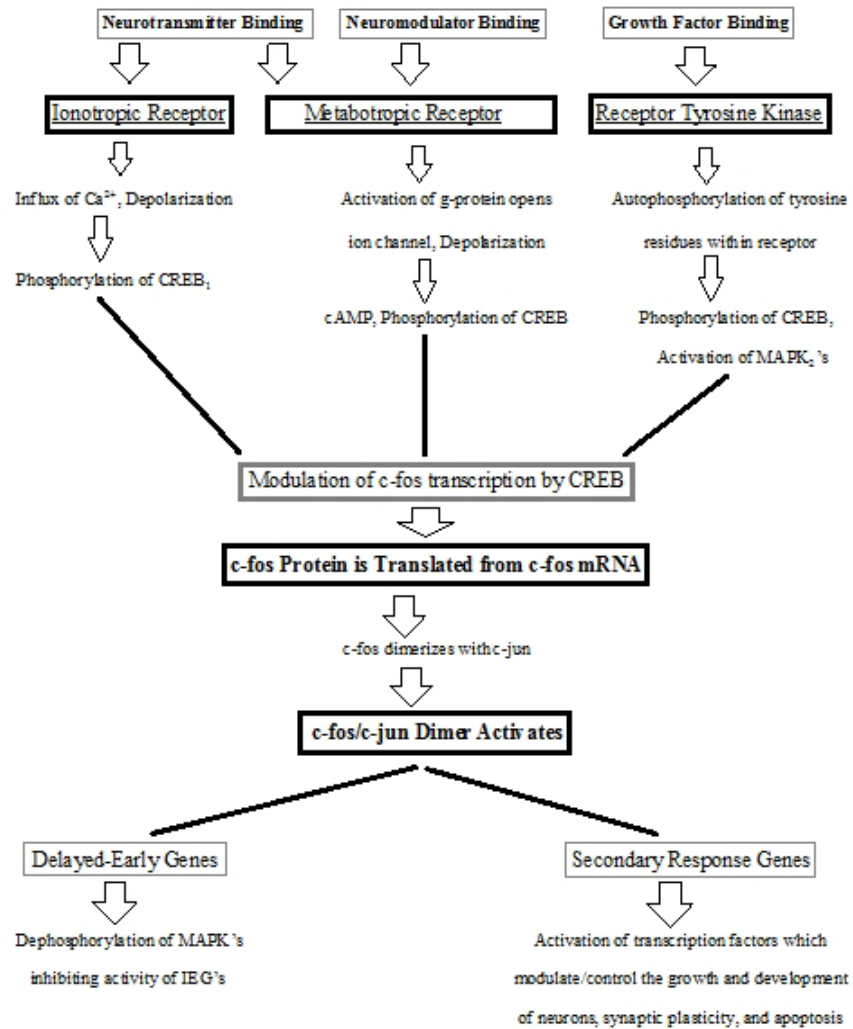 Neurotransmitter Binding
Neuromodulator Binding
Growth Factor Binding
Ionotropic Receptor
Metabotropic Receptor
Receptor Tyrosine Kinase
Influx of Ca²⁺, Depolarization
Phosphorylation of CREB₁
Activation of g-protein opens
ion channel, Depolarization
cAMP, Phosphorylation of CREB
Autophosphorylation of tyrosine
residues within receptor
Phosphorylation of CREB,
Activation of MAPK₂'s
Modulation of c-fos transcription by CREB
c-fos Protein is Translated from c-fos mRNA
c-fos dimerizes with c-jun
c-fos/c-jun Dimer Activates
Delayed-Early Genes
Dephosphorylation of MAPK's
inhibiting activity of IEG's
Secondary Response Genes
Activation of transcription factors which
modulate/control the growth and development
of neurons, synaptic plasticity, and apoptosis